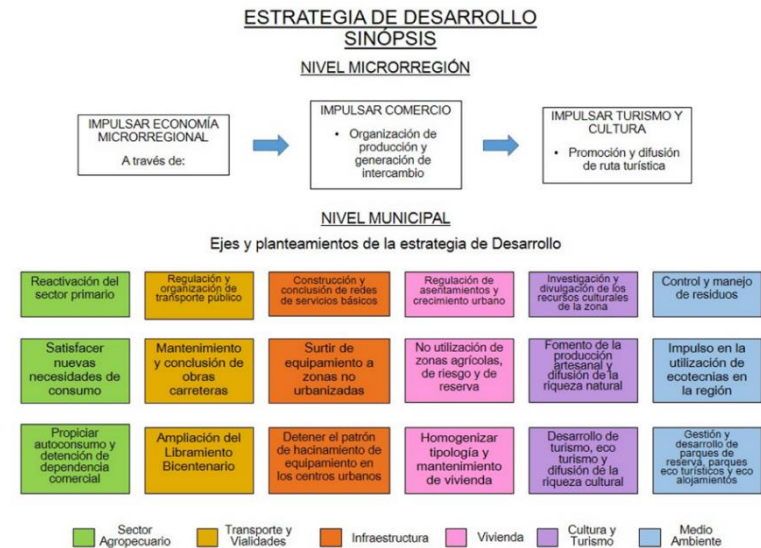 ESTRATEGIA DE DESARROLLO
SINÓPSIS
NIVEL MICRORREGIÓN
IMPULSAR ECONOMÍA
MICRORREGIONAL
A través de:
IMPULSAR COMERCIO
• Organización de
producción y
generación de
intercambio
IMPULSAR TURISMO Y
CULTURA
• Promoción y difusión
de ruta turística
NIVEL MUNICIPAL
Ejes y planteamientos de la estrategia de Desarrollo
Reactivación del
sector primario
Regulación y
organización de
transporte público
Construcción y
conclusión de redes
de servicios básicos
Regulación de
asentamientos y
crecimiento urbano
Investigación y
divulgación de los
recursos culturales
de la zona
Control y manejo
de residuos
Satisfacer
nuevas
necesidades de
consumo
Mantenimiento
y conclusión de
obras
carreteras
Surtir de
equipamiento a
zonas no
urbanizadas
No utilización de
zonas agrícolas,
de riesgo y de
reserva
Fomento de la
producción
artesanal y
difusión de la
riqueza natural
Impulso en la
utilización de
ecotecnias en la
región
Propiciar
autoconsumo y
detención de
dependencia
comercial
Ampliación del
Libramiento
Bicentenario
Detener el patrón
de hacinamiento de
equipamiento en
los centros urbanos
Homogenizar
tipología y
mantenimiento
de vivienda
Desarrollo de
turismo, eco
turismo y
difusión de la
riqueza cultural
Gestión y
desarrollo de
parques de
reserva, parques
eco turísticos y eco
alojamientos
Sector
Agropecuario
Transporte y
Vialidades
Infraestructura
Vivienda
Cultura y
Turismo
Medio
Ambiente